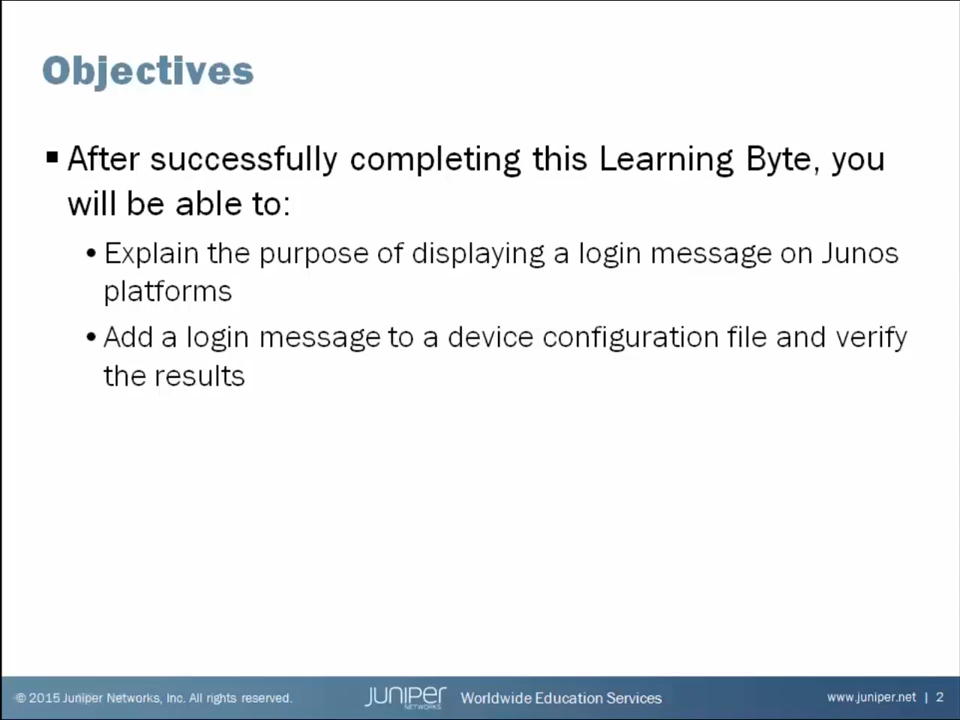 Objectives
▪ After successfully completing this Learning Byte, you
will be able to:
• Explain the purpose of displaying a login message on Junos
platforms
• Add a login message to a device configuration file and verify
the results
© 2015 Juniper Networks, Inc. All rights reserved.
JUNIPER
NETWORKS
Worldwide Education Services
www.juniper.net | 2